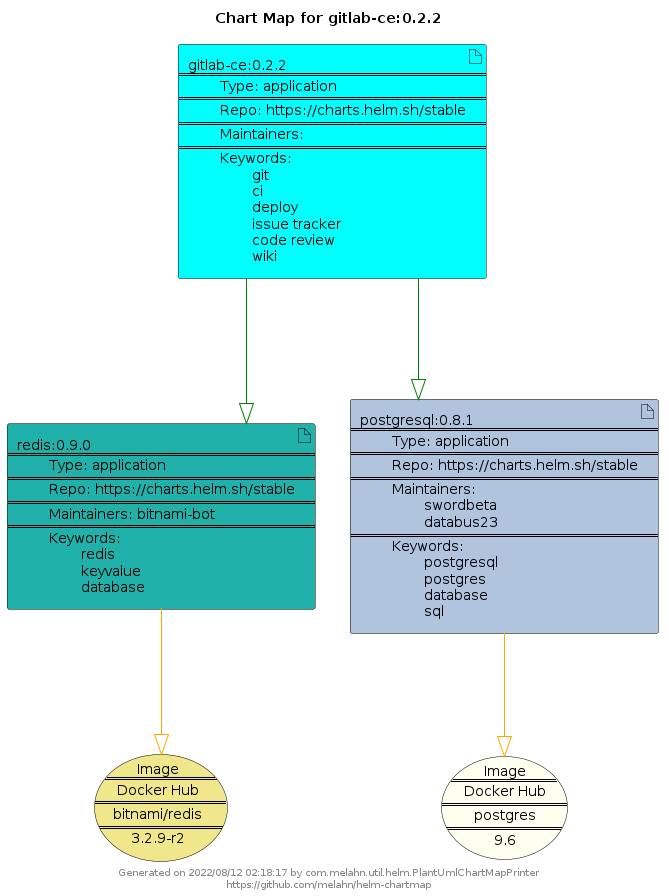 Chart Map for gitlab-ce:0.2.2
gitlab-ce:0.2.2
Type: application
Repo: https://charts.helm.sh/stable
Maintainers:
Keywords:
git
ci
deploy
issue tracker
code review
wiki
redis:0.9.0
Type: application
Repo: https://charts.helm.sh/stable
Maintainers: bitnami-bot
Keywords:
redis
keyvalue
database
postgresql:0.8.1
Type: application
Repo: https://charts.helm.sh/stable
Maintainers:
swordbeta
databus23
Keywords:
postgresql
postgres
database
sql
Image
Docker Hub
bitnami/redis
3.2.9-r2
Image
Docker Hub
postgres
9.6
Generated on 2022/08/12 02:18:17 by com.melahn.util.helm.PlantUmlChartMapPrinter
https://github.com/melahn/helm-chartmap